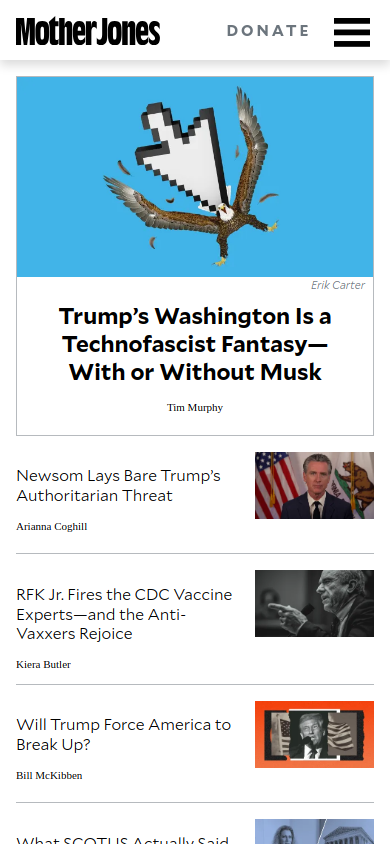 Mother Jones
DONATE
Erik Carter
Trump’s Washington Is a
Technofascist Fantasy—
With or Without Musk
Tim Murphy
Newsom Lays Bare Trump’s
Authoritarian Threat
Arianna Coghill
RFK Jr. Fires the CDC Vaccine
Experts—and the Anti-
Vaxxers Rejoice
Kiera Butler
Will Trump Force America to
Break Up?
Bill McKibben
What SCOTUS Actually Said